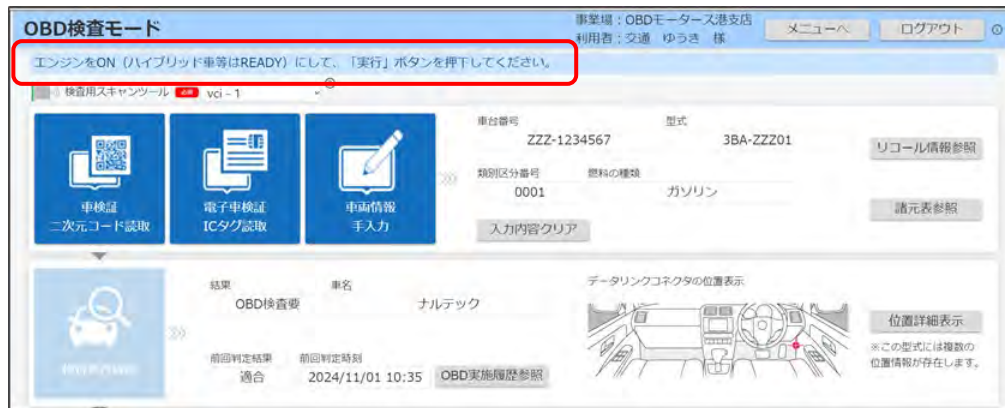 OBD検査モード
事業場：OBDモータース港支店
利用者：交通 ゆうき 様
メニューへ
ログアウト
エンジンをON（ハイブリッド車等はREADY）にして、「実行」ボタンを押下してください。
検査用スキャンツール 必須 vci - 1
車検証
二次元コード読取
電子車検証
ICタグ読取
車両情報
手入力
車台番号
ZZZ-1234567
型式
3BA-ZZZ01
類別区分番号
0001
燃料の種類
ガソリン
入力内容クリア
リコール情報参照
諸元表参照
結果
OBD検査要
車名
ナルテック
前回判定結果
適合
前回判定時刻
2024/11/01 10:35
OBD実施履歴参照
データリンクコネクタの位置表示
位置詳細表示
※この型式には複数の
位置情報が存在します。